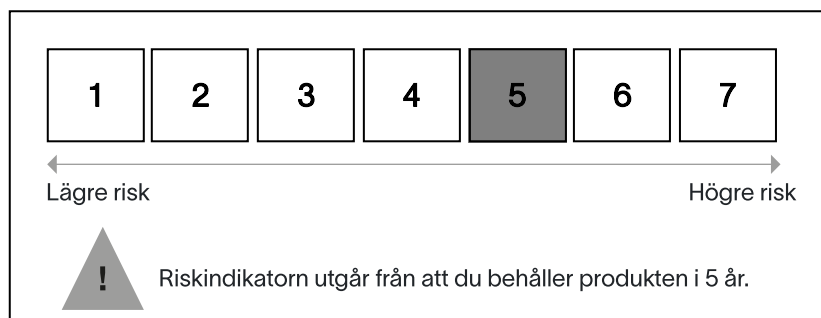 1 2 3 4 5 6 7
Lägre risk Högre risk
! Riskindikatorn utgår från att du behåller produkten i 5 år.